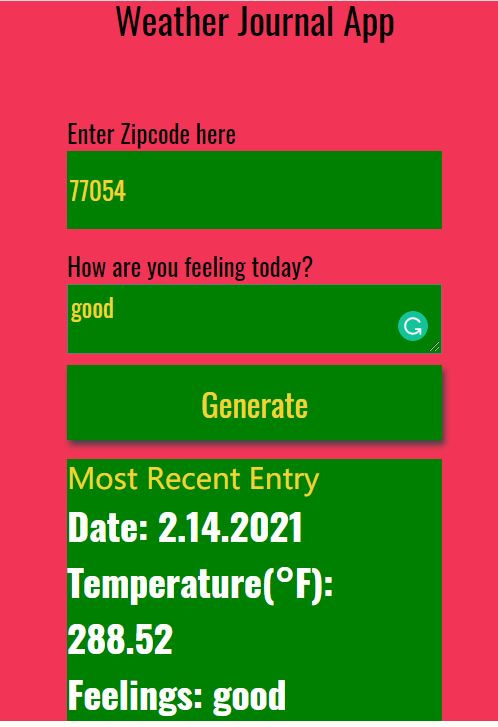 Weather Journal App
Enter Zipcode here
77054
How are you feeling today?
good
Generate
Most Recent Entry
Date: 2.14.2021
Temperature(°F):
288.52
Feelings: good